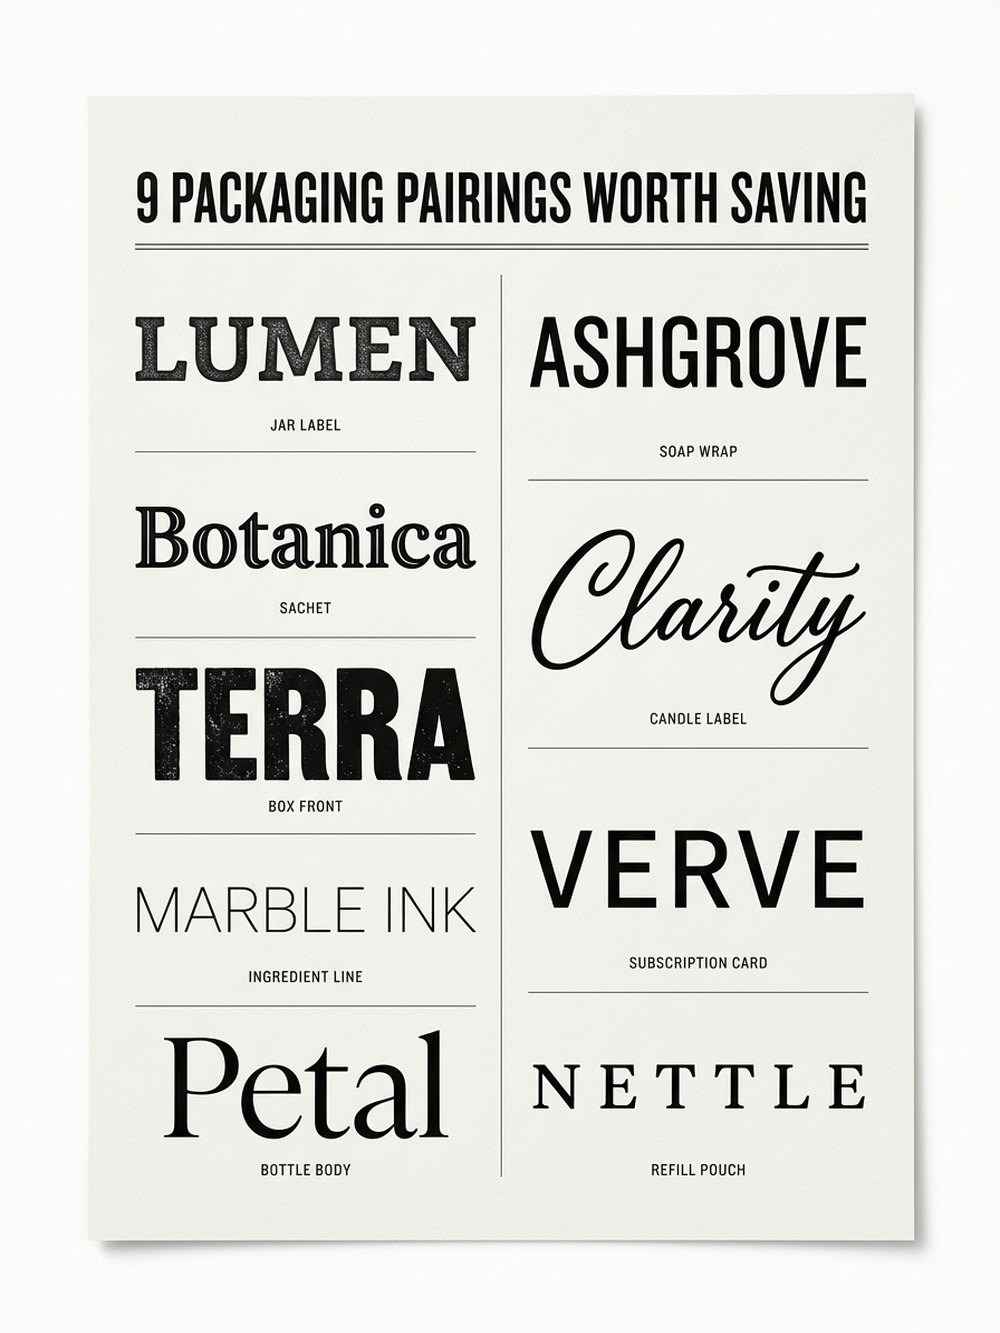 9 PACKAGING PAIRINGS WORTH SAVING
LUMEN
JAR LABEL
Botanica
SACHET
TERRA
BOX FRONT
MARBLE INK
INGREDIENT LINE
Petal
BOTTLE BODY
ASHGROVE
SOAP WRAP
Clarity
CANDLE LABEL
VERVE
SUBSCRIPTION CARD
NETTLE
REFILL POUCH